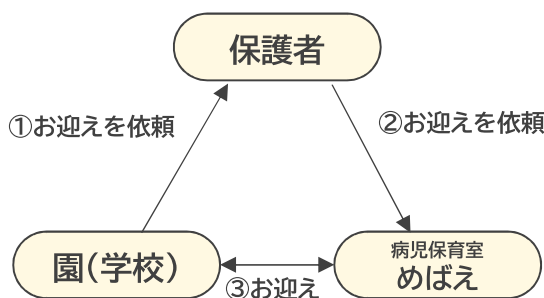 保護者
①お迎えを依頼
②お迎えを依頼
園(学校)
病児保育室
めばえ
③お迎え